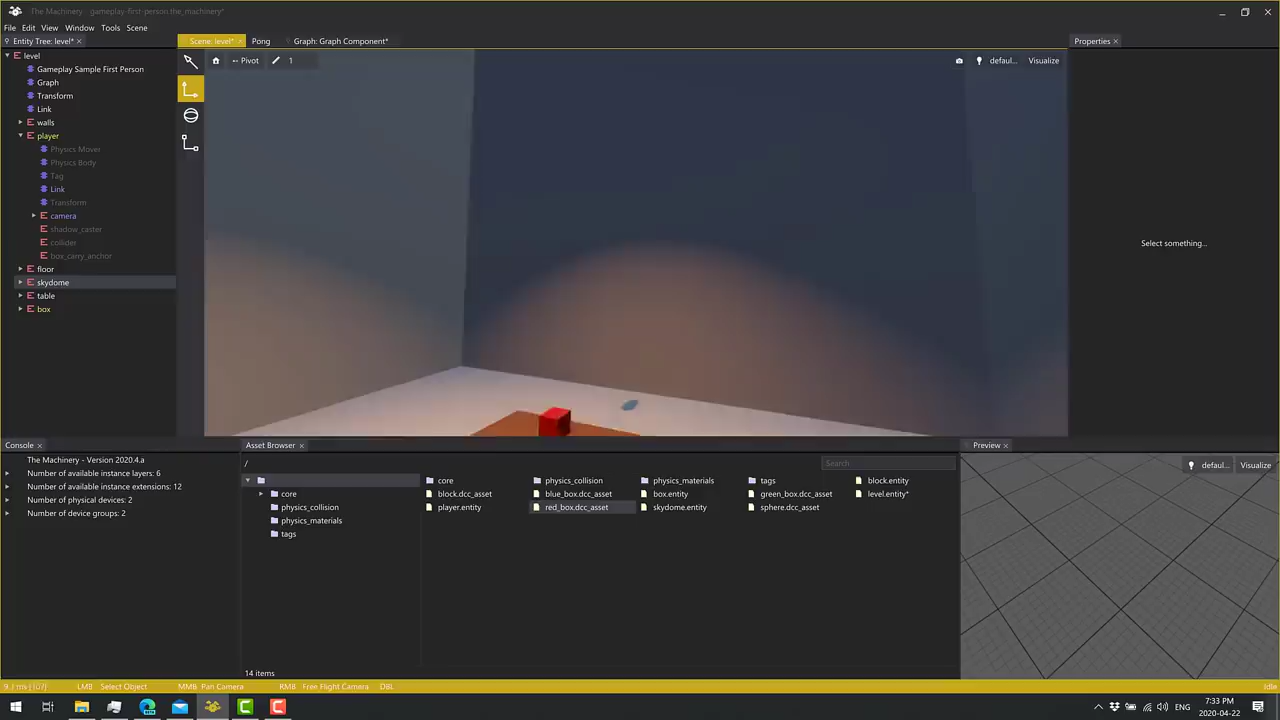 The Machinery - gameplay-first-person.the_machinery*
File Edit View Window Tools Scene
Entity Tree: level*
Scene: level* Pong Graph: Graph Component*
Properties
level
Gameplay Sample First Person
Graph
Transform
Link
walls
player
Physics Mover
Physics Body
Tag
Link
Transform
camera
shadow_caster
collider
box_carry_anchor
floor
skydome
table
box
Pivot 1
defaul... Visualize
Select something...
Console
The Machinery - Version 2020.4.a
Number of available instance layers: 6
Number of available instance extensions: 12
Number of physical devices: 2
Number of device groups: 2
Asset Browser
/
Search
core
physics_collision
physics_materials
tags
core physics_collision physics_materials tags block.entity
block.dcc_asset blue_box.dcc_asset box.entity green_box.dcc_asset level.entity*
player.entity red_box.dcc_asset skydome.entity sphere.dcc_asset
14 items
Preview
defaul... Visualize
LMB Select Object MMB Pan Camera RMB Free Flight Camera DBL
Idle
ENG
7:33 PM
2020-04-22